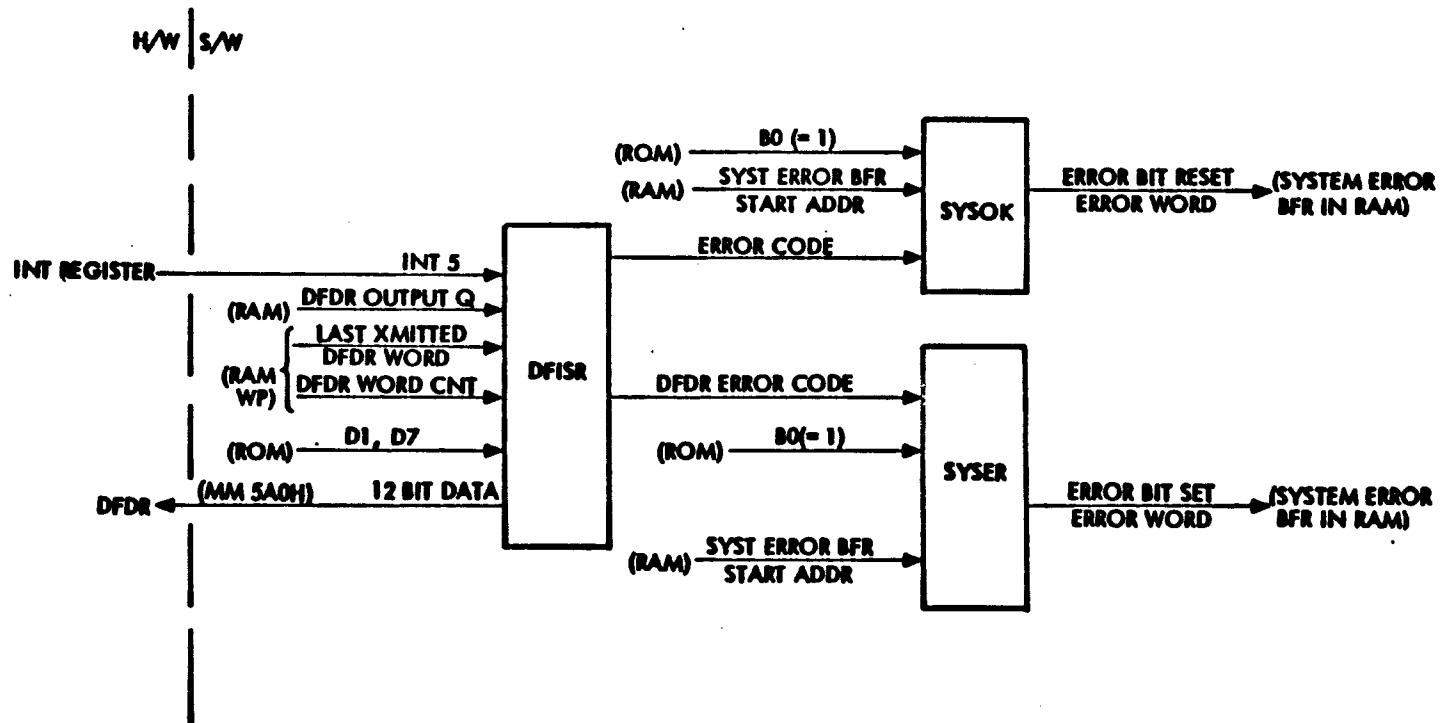 H/W S/W
(ROM) B0 (= 1)
(RAM) SYST ERROR BFR
START ADDR
SYSOK
ERROR BIT RESET
ERROR WORD
(SYSTEM ERROR
BFR IN RAM)
ERROR CODE
INT REGISTER
INT 5
(RAM) DFDR OUTPUT Q
(RAM
WP)
LAST XMITTED
DFDR WORD
DFDR WORD CNT
(ROM) D1, D7
DFDR (MM 5A0H) 12 BIT DATA
DFISR
DFDR ERROR CODE
(ROM) B0(= 1)
(RAM) SYST ERROR BFR
START ADDR
SYSER
ERROR BIT SET
ERROR WORD
(SYSTEM ERROR
BFR IN RAM)